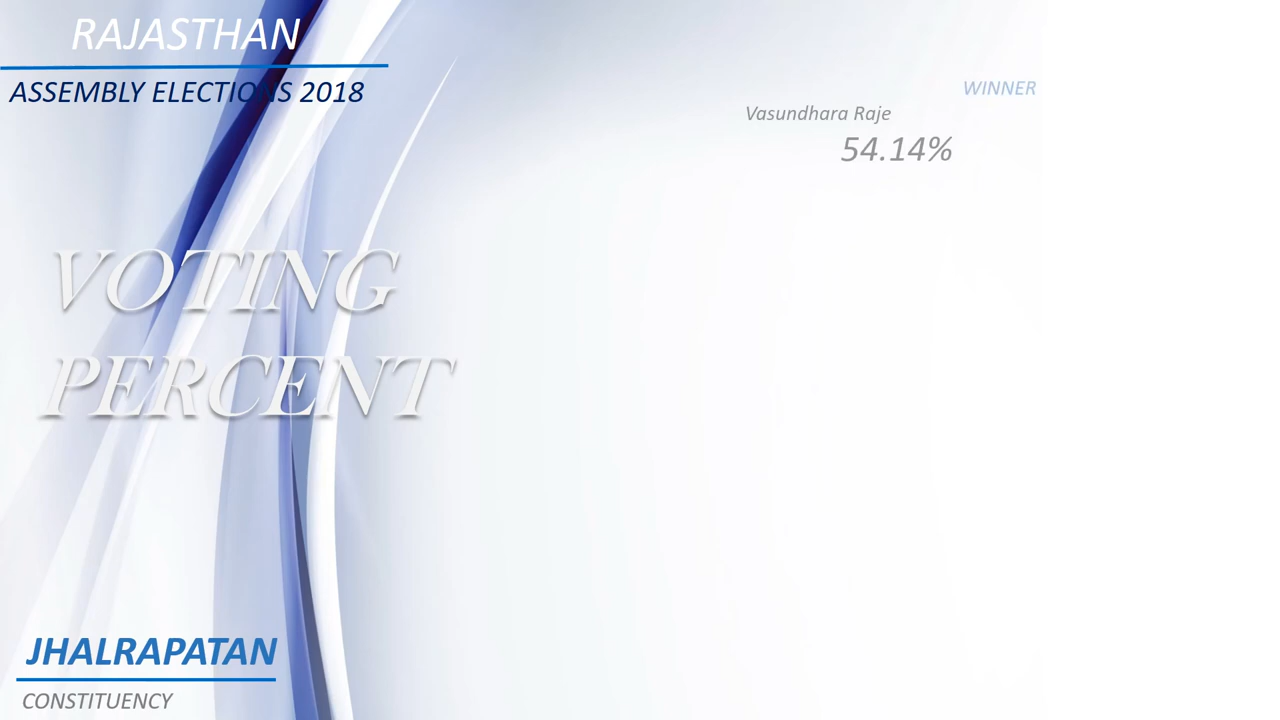 RAJASTHAN
ASSEMBLY ELECTIONS 2018
WINNER
Vasundhara Raje
54.14%
VOTING
PERCENT
JHALRAPATAN
CONSTITUENCY